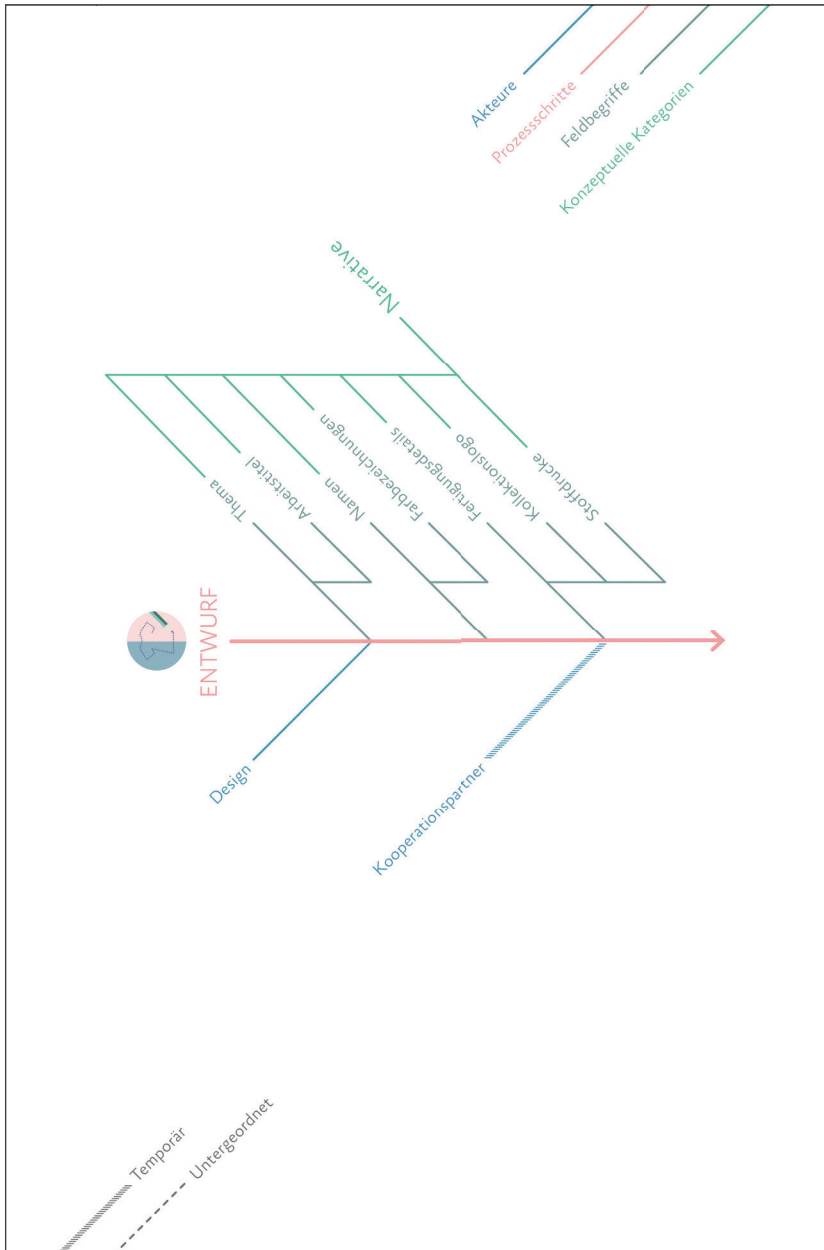 Akteure
Prozessschritte
Feldbegriffe
Konzeptuelle Kategorien
Narrative
Thema
Arbeitstitel
Namen
Farbbezeichnungen
Fertigungsdetails
Kollektionslogo
Stoffdrucke
ENTWURF
Design
Kooperationspartner
Temporär
Untergeordnet